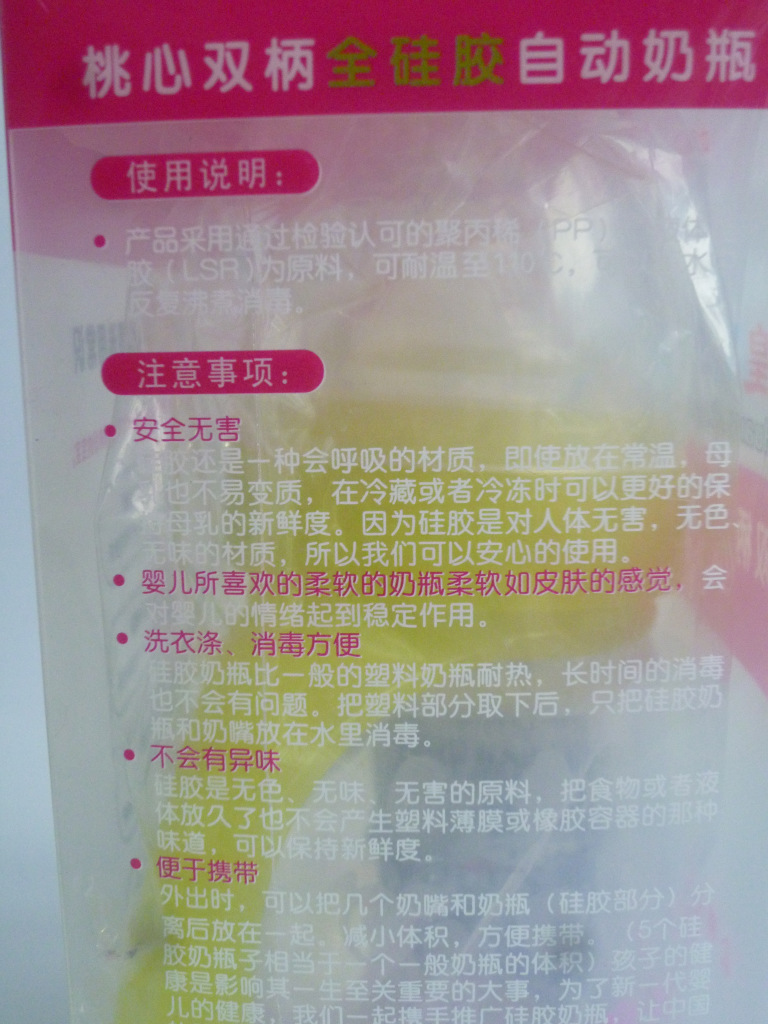 桃心双柄全硅胶自动奶瓶
使用说明：
产品采用通过检验认可的聚丙稀（PP）
胶（LSR)为原料，可耐温至110℃，水
反复沸煮消毒。
注意事项：
安全无害
硅胶还是一种会呼吸的材质，即使放在常温，母
也不易变质，在冷藏或者冷冻时可以更好的保
母乳的新鲜度。因为硅胶是对人体无害，无色、
无味的材质，所以我们可以安心的使用。
婴儿所喜欢的柔软的奶瓶柔软如皮肤的感觉，会
对婴儿的情绪起到稳定作用。
洗衣涤、消毒方便
硅胶奶瓶比一般的塑料奶瓶耐热，长时间的消毒
也不会有问题。把塑料部分取下后，只把硅胶奶
瓶和奶嘴放在水里消毒。
不会有异味
硅胶是无色、无味、无害的原料，把食物或者液
体放久了也不会产生塑料薄膜或橡胶容器的那种
味道，可以保持新鲜度。
便于携带
外出时，可以把几个奶嘴和奶瓶（硅胶部分）分
离后放在一起。减小体积，方便携带。（5个硅
胶奶瓶子相当于一个一般奶瓶的体积）孩子的健
康是影响其一生至关重要的大事，为了新一代婴
儿的健康，我们一起携手推广硅胶奶瓶，让中国